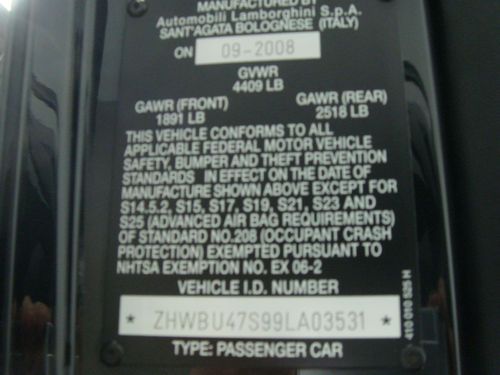 MANUFACTURED BY
Automobili Lamborghini S.p.A.
SANT'AGATA BOLOGNESE (ITALY)
ON 09-2008
GVWR
4409 LB
GAWR (FRONT) GAWR (REAR)
1891 LB 2518 LB
THIS VEHICLE CONFORMS TO ALL
APPLICABLE FEDERAL MOTOR VEHICLE
SAFETY, BUMPER AND THEFT PREVENTION
STANDARDS IN EFFECT ON THE DATE OF
MANUFACTURE SHOWN ABOVE EXCEPT FOR
S14.5.2, S15, S17, S19, S21, S23 AND
S25 (ADVANCED AIR BAG REQUIREMENTS)
OF STANDARD NO.208 (OCCUPANT CRASH
PROTECTION) EXEMPTED PURSUANT TO
NHTSA EXEMPTION NO. EX 06-2
VEHICLE I.D. NUMBER
* ZHWBU47S99LA03531 *
TYPE: PASSENGER CAR
410 010 525 H